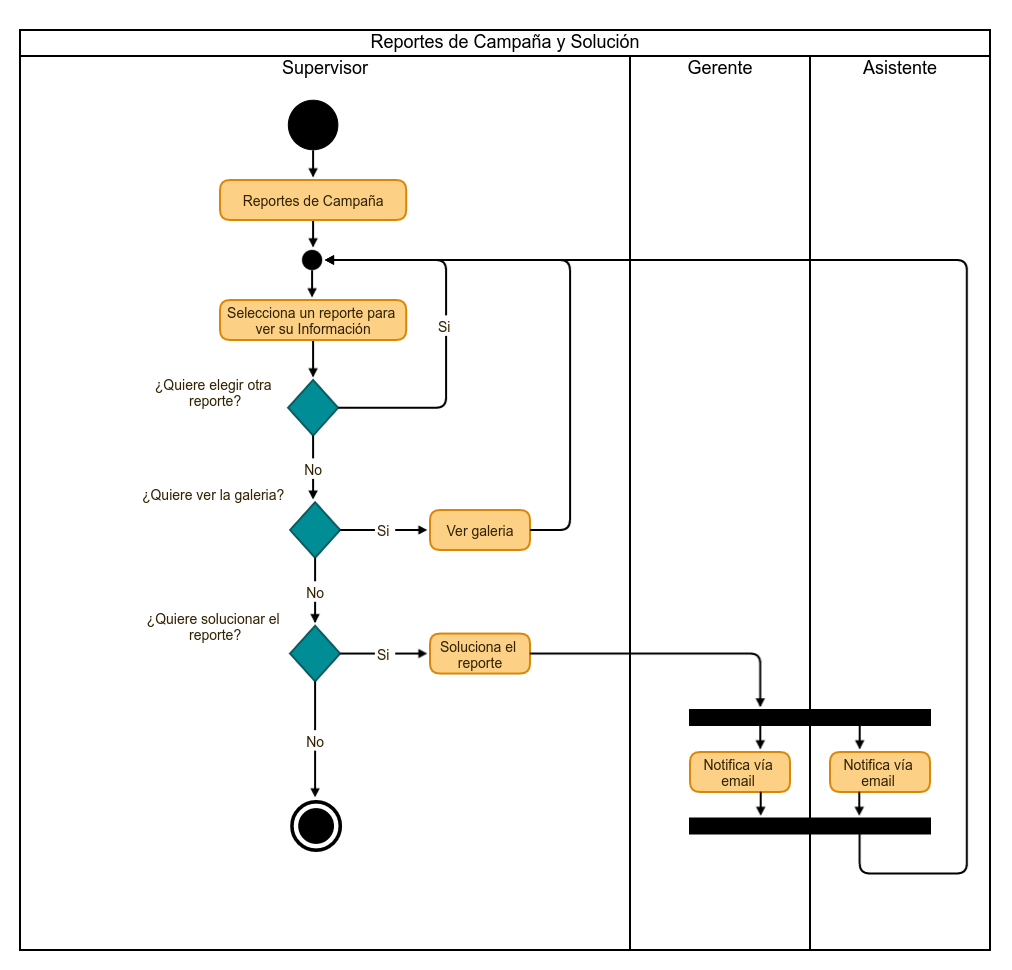 Reportes de Campaña y Solución
Supervisor
Gerente
Asistente
Reportes de Campaña
Selecciona un reporte para
ver su Información
Si
¿Quiere elegir otra
reporte?
No
¿Quiere ver la galeria?
Si
Ver galeria
No
¿Quiere solucionar el
reporte?
Si
Soluciona el
reporte
No
Notifica vía
email
Notifica vía
email